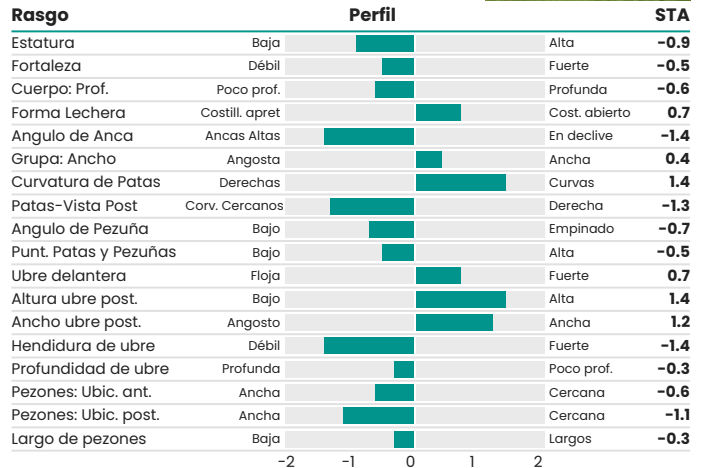 Rasgo Perfil STA
Estatura Baja Alta -0.9
Fortaleza Débil Fuerte -0.5
Cuerpo: Prof. Poco prof. Profunda -0.6
Forma Lechera Costill. apret Cost. abierto 0.7
Angulo de Anca Ancas Altas En declive -1.4
Grupa: Ancho Angosta Ancha 0.4
Curvatura de Patas Derechas Curvas 1.4
Patas-Vista Post Corv. Cercanos Derecha -1.3
Angulo de Pezuña Bajo Empinado -0.7
Punt. Patas y Pezuñas Bajo Alta -0.5
Ubre delantera Floja Fuerte 0.7
Altura ubre post. Bajo Alta 1.4
Ancho ubre post. Angosto Ancha 1.2
Hendidura de ubre Débil Fuerte -1.4
Profundidad de ubre Profunda Poco prof. -0.3
Pezones: Ubic. ant. Ancha Cercana -0.6
Pezones: Ubic. post. Ancha Cercana -1.1
Largo de pezones Baja Largos -0.3
-2 -1 0 1 2